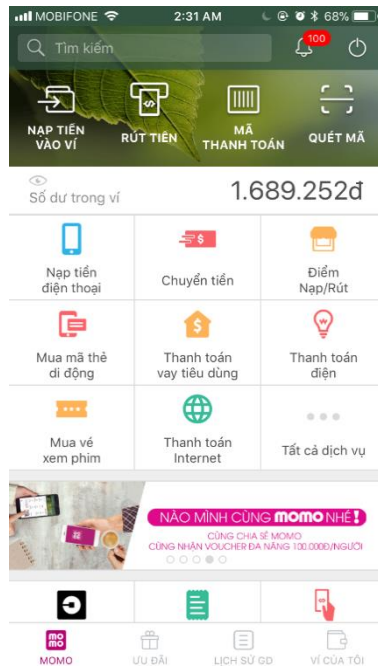 MOBIFONE 2:31 AM 68%
Tìm kiếm 100
NẠP TIỀN
VÀO VÍ
RÚT TIỀN
MÃ
THANH TOÁN
QUÉT MÃ
Số dư trong ví 1.689.252đ
Nạp tiền
điện thoại
Chuyển tiền
Điểm
Nạp/Rút
Mua mã thẻ
di động
Thanh toán
vay tiêu dùng
Thanh toán
điện
Mua vé
xem phim
Thanh toán
Internet
Tất cả dịch vụ
NÀO MÌNH CÙNG MOMO NHÉ!
CÙNG CHIA SẺ MOMO
CÙNG NHẬN VOUCHER ĐA NĂNG 100.000Đ/NGƯỜI
mo
mo
MOMO
ƯU ĐÃI
LỊCH SỬ GD
VÍ CỦA TÔI